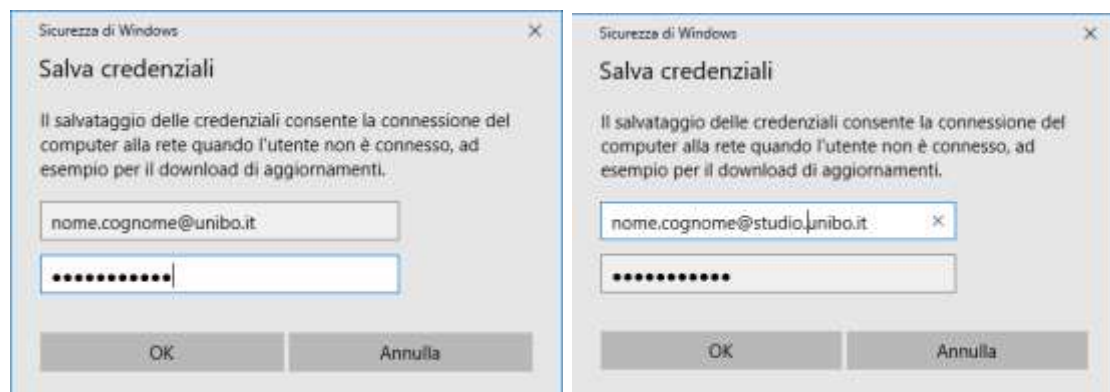 Sicurezza di Windows
Salva credenziali
Il salvataggio delle credenziali consente la connessione del
computer alla rete quando l'utente non è connesso, ad
esempio per il download di aggiornamenti.
nome.cognome@unibo.it
●●●●●●●●●●●
OK Annulla
Sicurezza di Windows
Salva credenziali
Il salvataggio delle credenziali consente la connessione del
computer alla rete quando l'utente non è connesso, ad
esempio per il download di aggiornamenti.
nome.cognome@studio.unibo.it
●●●●●●●●●●●
OK Annulla